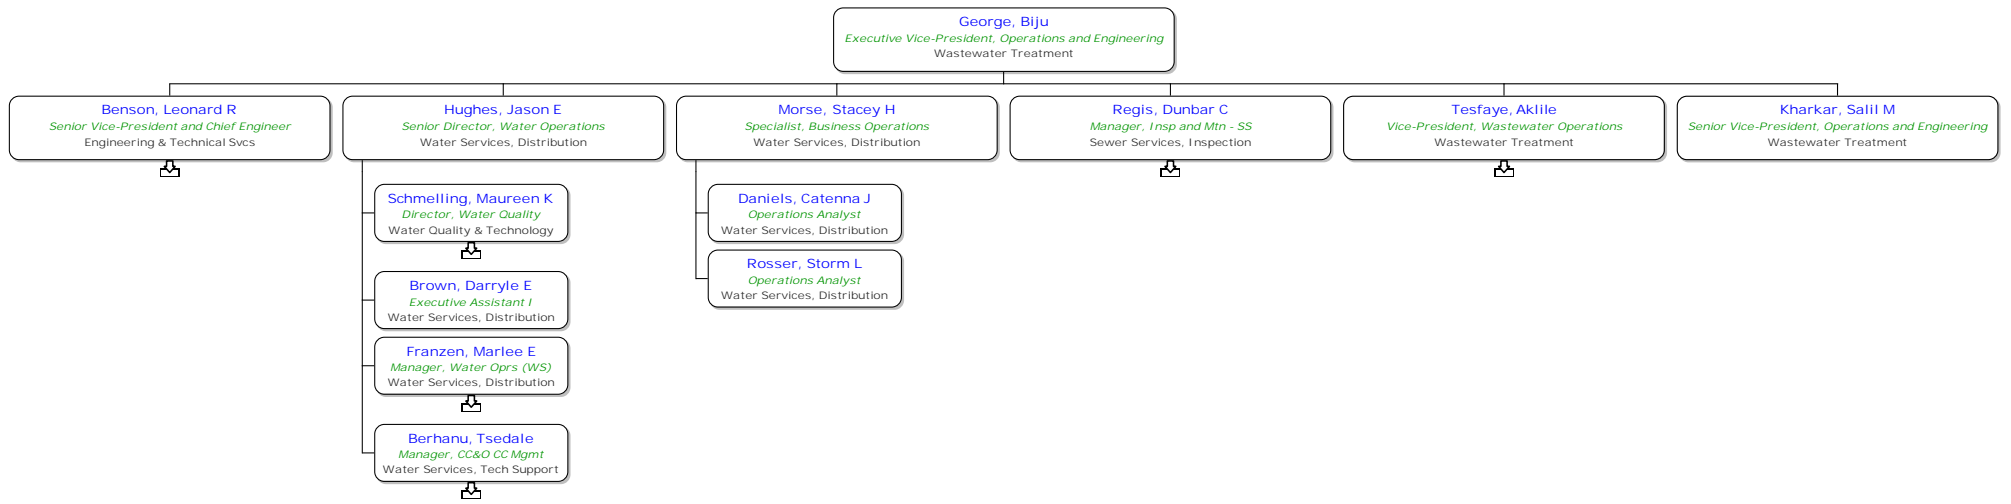 George, Biju
Executive Vice-President, Operations and Engineering
Wastewater Treatment
Benson, Leonard R
Senior Vice-President and Chief Engineer
Engineering & Technical Svcs
Hughes, Jason E
Senior Director, Water Operations
Water Services, Distribution
Morse, Stacey H
Specialist, Business Operations
Water Services, Distribution
Regis, Dunbar C
Manager, Insp and Mtn - SS
Sewer Services, Inspection
Tesfaye, Aklile
Vice-President, Wastewater Operations
Wastewater Treatment
Kharkar, Salil M
Senior Vice-President, Operations and Engineering
Wastewater Treatment
Schmelling, Maureen K
Director, Water Quality
Water Quality & Technology
Brown, Darryle E
Executive Assistant I
Water Services, Distribution
Franzen, Marlee E
Manager, Water Oprs (WS)
Water Services, Distribution
Berhanu, Tsedale
Manager, CC&O CC Mgmt
Water Services, Tech Support
Daniels, Catenna J
Operations Analyst
Water Services, Distribution
Rosser, Storm L
Operations Analyst
Water Services, Distribution